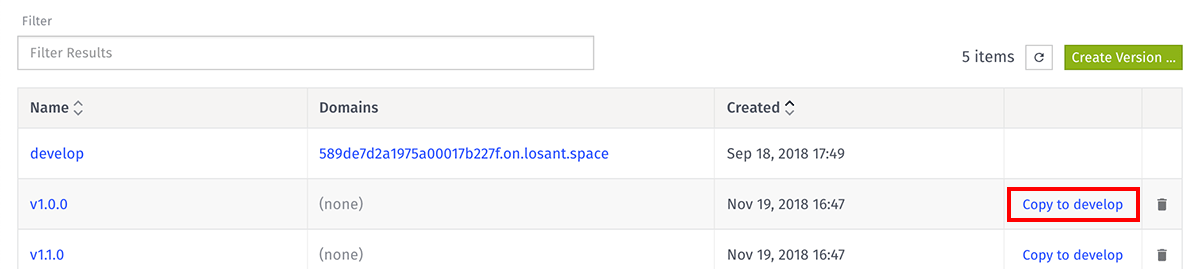 Filter
Filter Results
5 items Create Version ...
Name Domains Created
develop 589de7d2a1975a00017b227f.on.losant.space Sep 18, 2018 17:49
v1.0.0 (none) Nov 19, 2018 16:47 Copy to develop
v1.1.0 (none) Nov 19, 2018 16:47 Copy to develop